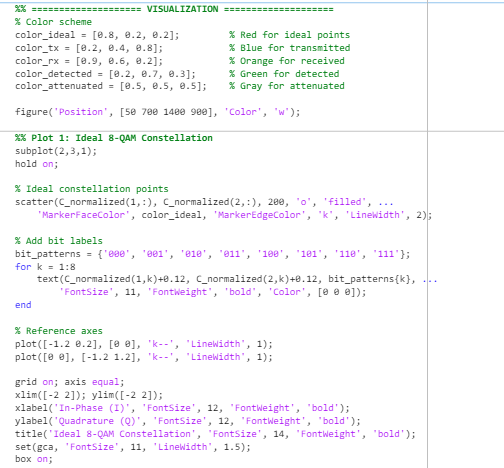 %% ==================== VISUALIZATION ====================
% Color scheme
color_ideal = [0.8, 0.2, 0.2];        % Red for ideal points
color_tx = [0.2, 0.4, 0.8];           % Blue for transmitted
color_rx = [0.9, 0.6, 0.2];           % Orange for received
color_detected = [0.2, 0.7, 0.3];     % Green for detected
color_attenuated = [0.5, 0.5, 0.5];   % Gray for attenuated

figure('Position', [50 700 1400 900], 'Color', 'w');

%% Plot 1: Ideal 8-QAM Constellation
subplot(2,3,1);
hold on;

% Ideal constellation points
scatter(C_normalized(1,:), C_normalized(2,:), 200, 'o', 'filled', ...
    'MarkerFaceColor', color_ideal, 'MarkerEdgeColor', 'k', 'LineWidth', 2);

% Add bit labels
bit_patterns = {'000', '001', '010', '011', '100', '101', '110', '111'};
for k = 1:8
    text(C_normalized(1,k)+0.12, C_normalized(2,k)+0.12, bit_patterns{k}, ...
        'FontSize', 11, 'FontWeight', 'bold', 'Color', [0 0 0]);
end

% Reference axes
plot([-1.2 0.2], [0 0], 'k--', 'LineWidth', 1);
plot([0 0], [-1.2 1.2], 'k--', 'LineWidth', 1);

grid on; axis equal;
xlim([-2 2]); ylim([-2 2]);
xlabel('In-Phase (I)', 'FontSize', 12, 'FontWeight', 'bold');
ylabel('Quadrature (Q)', 'FontSize', 12, 'FontWeight', 'bold');
title('Ideal 8-QAM Constellation', 'FontSize', 14, 'FontWeight', 'bold');
set(gca, 'FontSize', 11, 'LineWidth', 1.5);
box on;